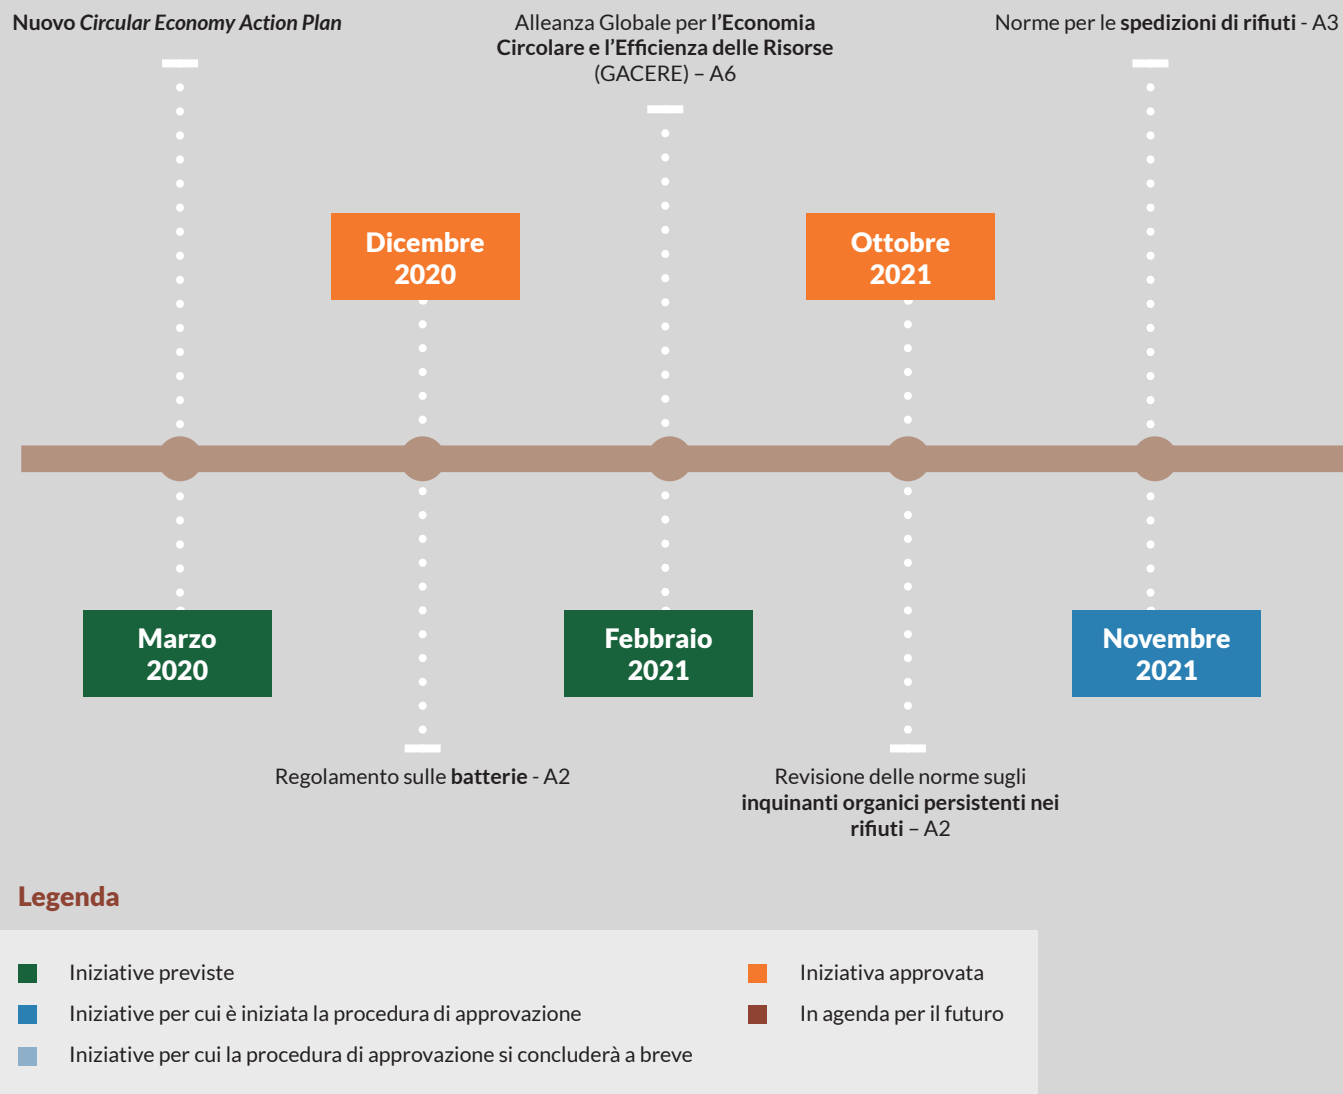 Nuovo Circular Economy Action Plan
Alleanza Globale per l’Economia
Circolare e l’Efficienza delle Risorse
(GACERE) – A6
Norme per le spedizioni di rifiuti - A3
Dicembre
2020
Ottobre
2021
Marzo
2020
Febbraio
2021
Novembre
2021
Regolamento sulle batterie - A2
Revisione delle norme sugli
inquinanti organici persistenti nei
rifiuti – A2
Legenda
Iniziative previste
Iniziative per cui è iniziata la procedura di approvazione
Iniziative per cui la procedura di approvazione si concluderà a breve
Iniziativa approvata
In agenda per il futuro